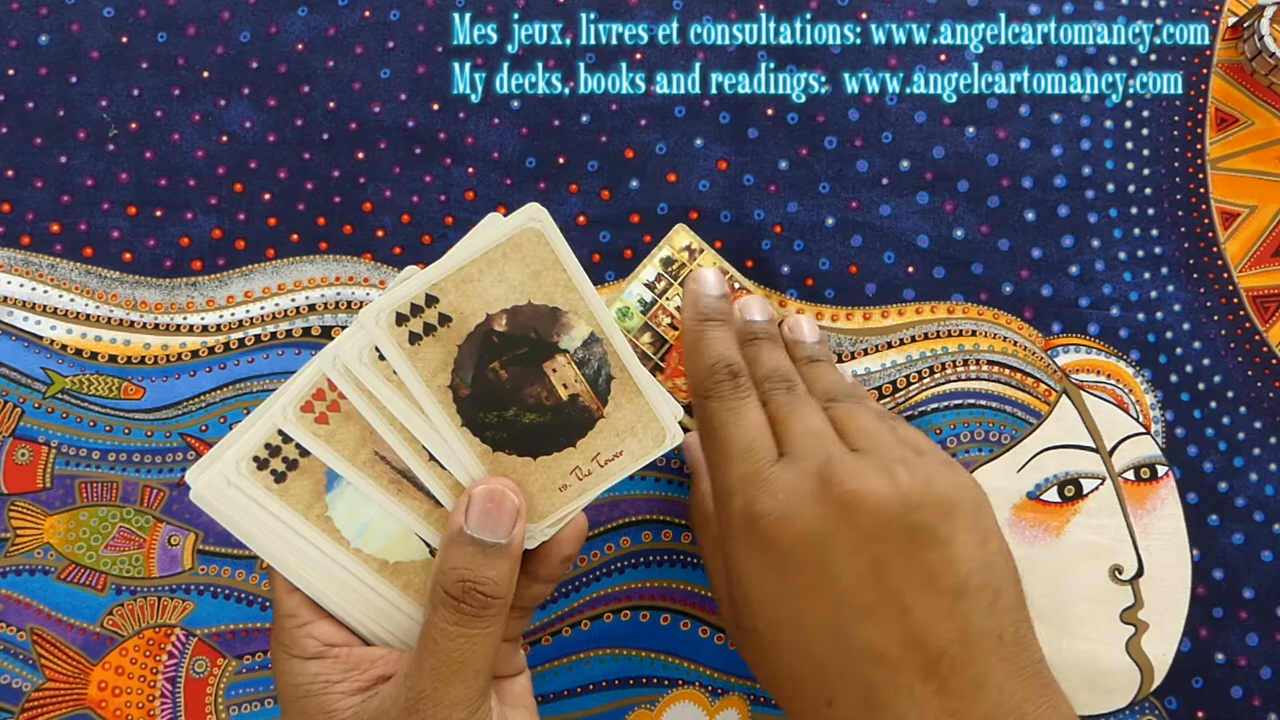 Mes jeux, livres et consultations: www.angelcartomancy.com
My decks, books and readings: www.angelcartomancy.com
19. The Tower